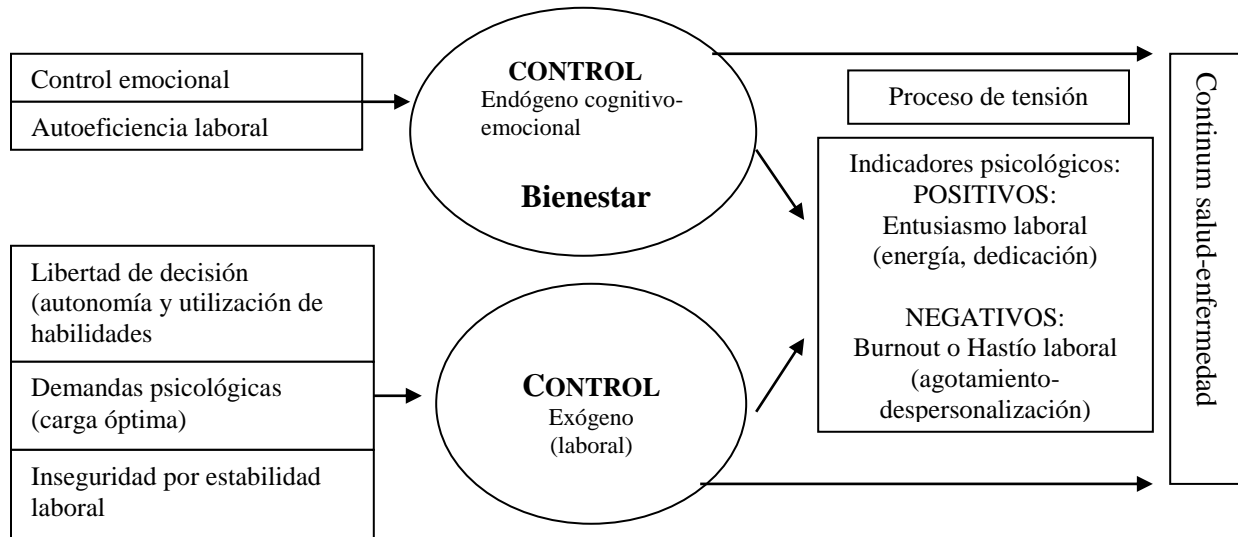 Control emocional
Autoeficiencia laboral
CONTROL
Endógeno cognitivo-
emocional
Bienestar
Libertad de decisión
(autonomía y utilización de
habilidades
Demandas psicológicas
(carga óptima)
Inseguridad por estabilidad
laboral
CONTROL
Exógeno
(laboral)
Proceso de tensión
Indicadores psicológicos:
POSITIVOS:
Entusiasmo laboral
(energía, dedicación)
NEGATIVOS:
Burnout o Hastío laboral
(agotamiento-
despersonalización)
Continum salud-enfermedad